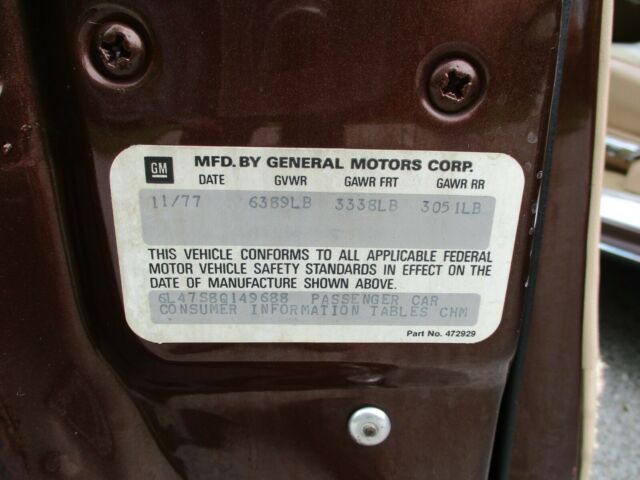 GM MFD. BY GENERAL MOTORS CORP.
DATE GVWR GAWR FRT GAWR RR
11/77 6389LB 3338LB 3051LB
THIS VEHICLE CONFORMS TO ALL APPLICABLE FEDERAL
MOTOR VEHICLE SAFETY STANDARDS IN EFFECT ON THE
DATE OF MANUFACTURE SHOWN ABOVE.
6L47S8Q149688 PASSENGER CAR
CONSUMER INFORMATION TABLES CHM
Part No. 472929